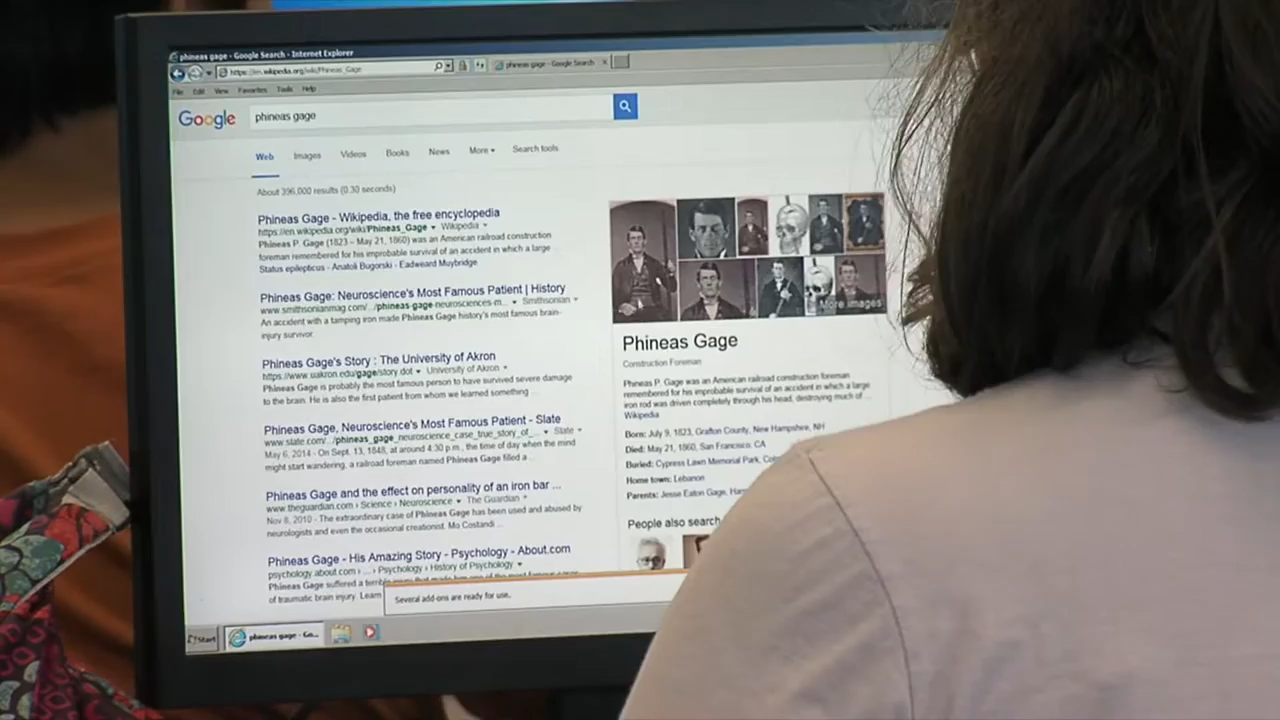 phineas gage - Google Search - Internet Explorer
https://en.wikipedia.org/wiki/Phineas_Gage
phineas gage - Google Search
File Edit View Favorites Tools Help
Google
phineas gage
Web Images Videos Books News More Search tools
About 396,000 results (0.30 seconds)
Phineas Gage - Wikipedia, the free encyclopedia
https://en.wikipedia.org/wiki/Phineas_Gage Wikipedia
Phineas P. Gage (1823 – May 21, 1860) was an American railroad construction
foreman remembered for his improbable survival of an accident in which a large
Status epilepticus - Anatoli Bugorski - Eadweard Muybridge
Phineas Gage: Neuroscience's Most Famous Patient | History
www.smithsonianmag.com/.../phineas-gage-neurosciences-m... Smithsonian
An accident with a tamping iron made Phineas Gage history's most famous brain-
injury survivor.
Phineas Gage's Story : The University of Akron
https://www.uakron.edu/gage/story.dot University of Akron
Phineas Gage is probably the most famous person to have survived severe damage
to the brain. He is also the first patient from whom we learned something ...
Phineas Gage, Neuroscience's Most Famous Patient - Slate
www.slate.com/.../phineas_gage_neuroscience_case_true_story_of_... Slate
May 6, 2014 - On Sept. 13, 1848, at around 4:30 p.m., the time of day when the mind
might start wandering, a railroad foreman named Phineas Gage filled a ...
Phineas Gage and the effect on personality of an iron bar ...
www.theguardian.com › Science › Neuroscience The Guardian
Nov 8, 2010 - The extraordinary case of Phineas Gage has been used and abused by
neurologists and even the occasional creationist. Mo Costandi ...
Phineas Gage - His Amazing Story - Psychology - About.com
psychology.about.com › ... › Psychology › History of Psychology
Phineas Gage suffered a terrible
of traumatic brain injury. Learn
More images
Phineas Gage
Construction Foreman
Phineas P. Gage was an American railroad construction foreman
remembered for his improbable survival of an accident in which a large
iron rod was driven completely through his head, destroying much of ...
Wikipedia
Born: July 9, 1823, Grafton County, New Hampshire, NH
Died: May 21, 1860, San Francisco, CA
Buried: Cypress Lawn Memorial Park,
Home town: Lebanon
Parents: Jesse Eaton Gage,
People also search
Several add-ons are ready for use.
Start
phineas gage - Go...